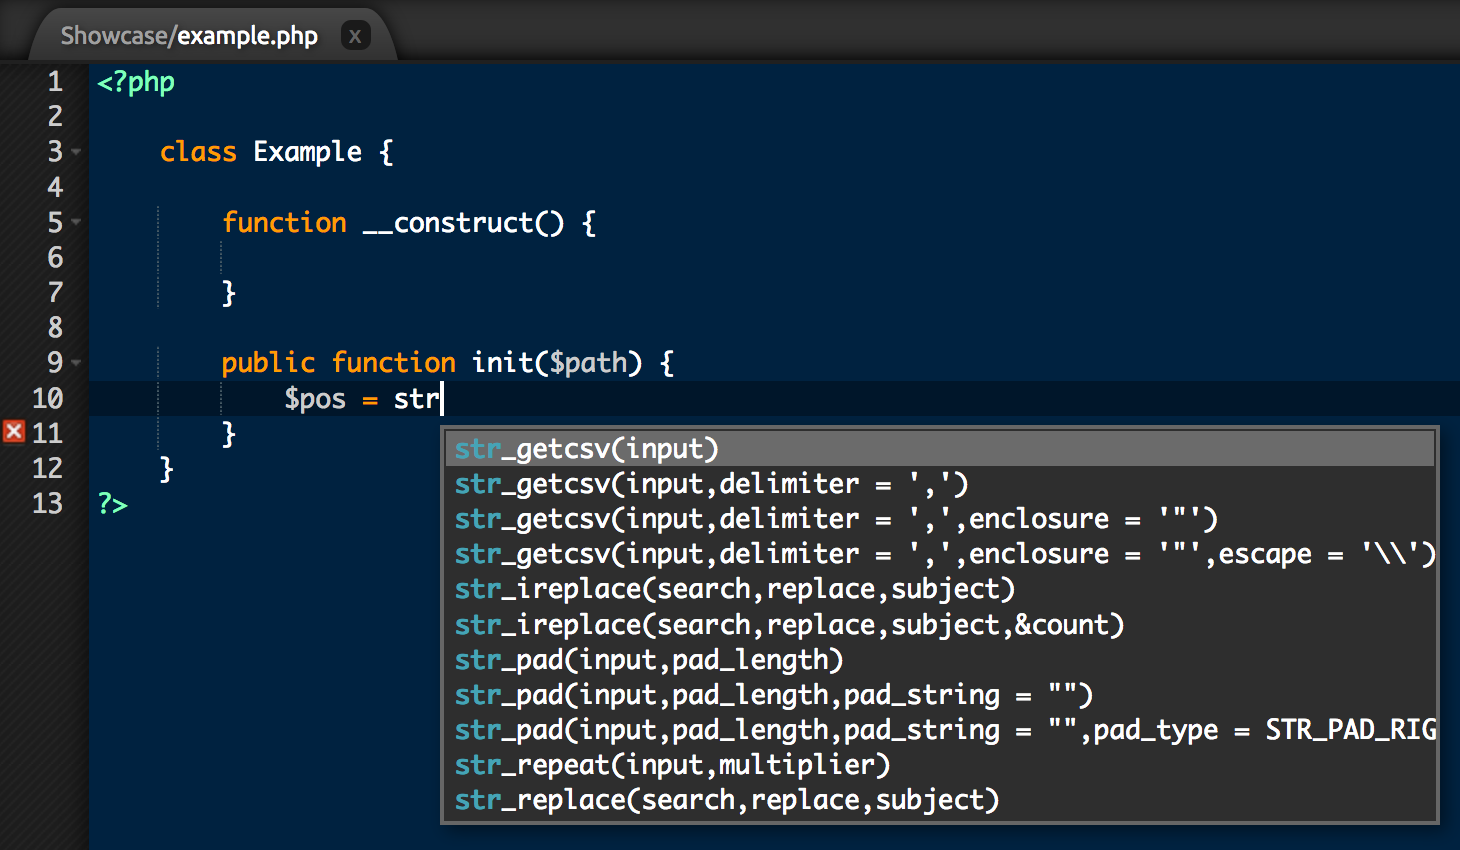 Showcase/example.php x
1 <?php
2
3 class Example {
4
5 function __construct() {
6
7 }
8
9 public function init($path) {
10 $pos = str
11 }
12 }
13 ?>
str_getcsv(input)
str_getcsv(input,delimiter = ',')
str_getcsv(input,delimiter = ',',enclosure = '"')
str_getcsv(input,delimiter = ',',enclosure = '"',escape = '\\')
str_ireplace(search,replace,subject)
str_ireplace(search,replace,subject,&count)
str_pad(input,pad_length)
str_pad(input,pad_length,pad_string = "")
str_pad(input,pad_length,pad_string = "",pad_type = STR_PAD_RIG
str_repeat(input,multiplier)
str_replace(search,replace,subject)